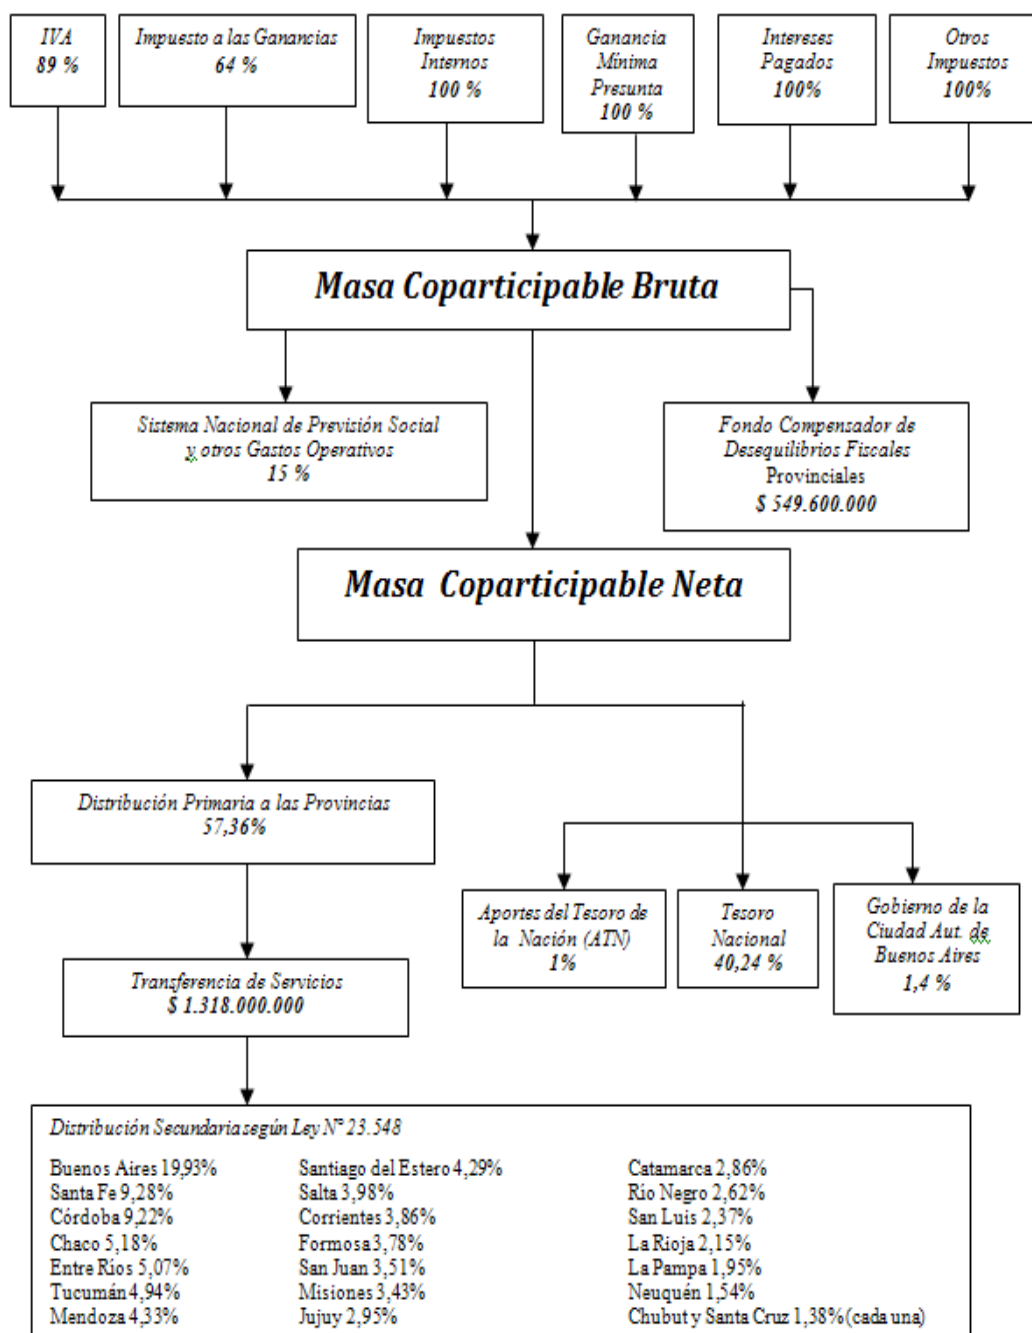 IVA
89 %
Impuesto a las Ganancias
64 %
Impuestos
Internos
100 %
Ganancia
Mínima
Presunta
100 %
Intereses
Pagados
100%
Otros
Impuestos
100%
Masa Coparticipable Bruta
Sistema Nacional de Previsión Social
y otros Gastos Operativos
15 %
Fondo Compensador de
Desequilibrios Fiscales
Provinciales
$ 549.600.000
Masa Coparticipable Neta
Distribución Primaria a las Provincias
57,36%
Aportes del Tesoro de
la Nación (ATN)
1%
Tesoro
Nacional
40,24 %
Gobierno de la
Ciudad Aut. de
Buenos Aires
1,4 %
Transferencia de Servicios
$ 1.318.000.000
Distribución Secundaria según Ley Nº 23.548
Buenos Aires 19,93%
Santa Fe 9,28%
Córdoba 9,22%
Chaco 5,18%
Entre Rios 5,07%
Tucumán 4,94%
Mendoza 4,33%
Santiago del Estero 4,29%
Salta 3,98%
Corrientes 3,86%
Formosa 3,78%
San Juan 3,51%
Misiones 3,43%
Jujuy 2,95%
Catamarca 2,86%
Rio Negro 2,62%
San Luis 2,37%
La Rioja 2,15%
La Pampa 1,95%
Neuquén 1,54%
Chubut y Santa Cruz 1,38% (cada una)